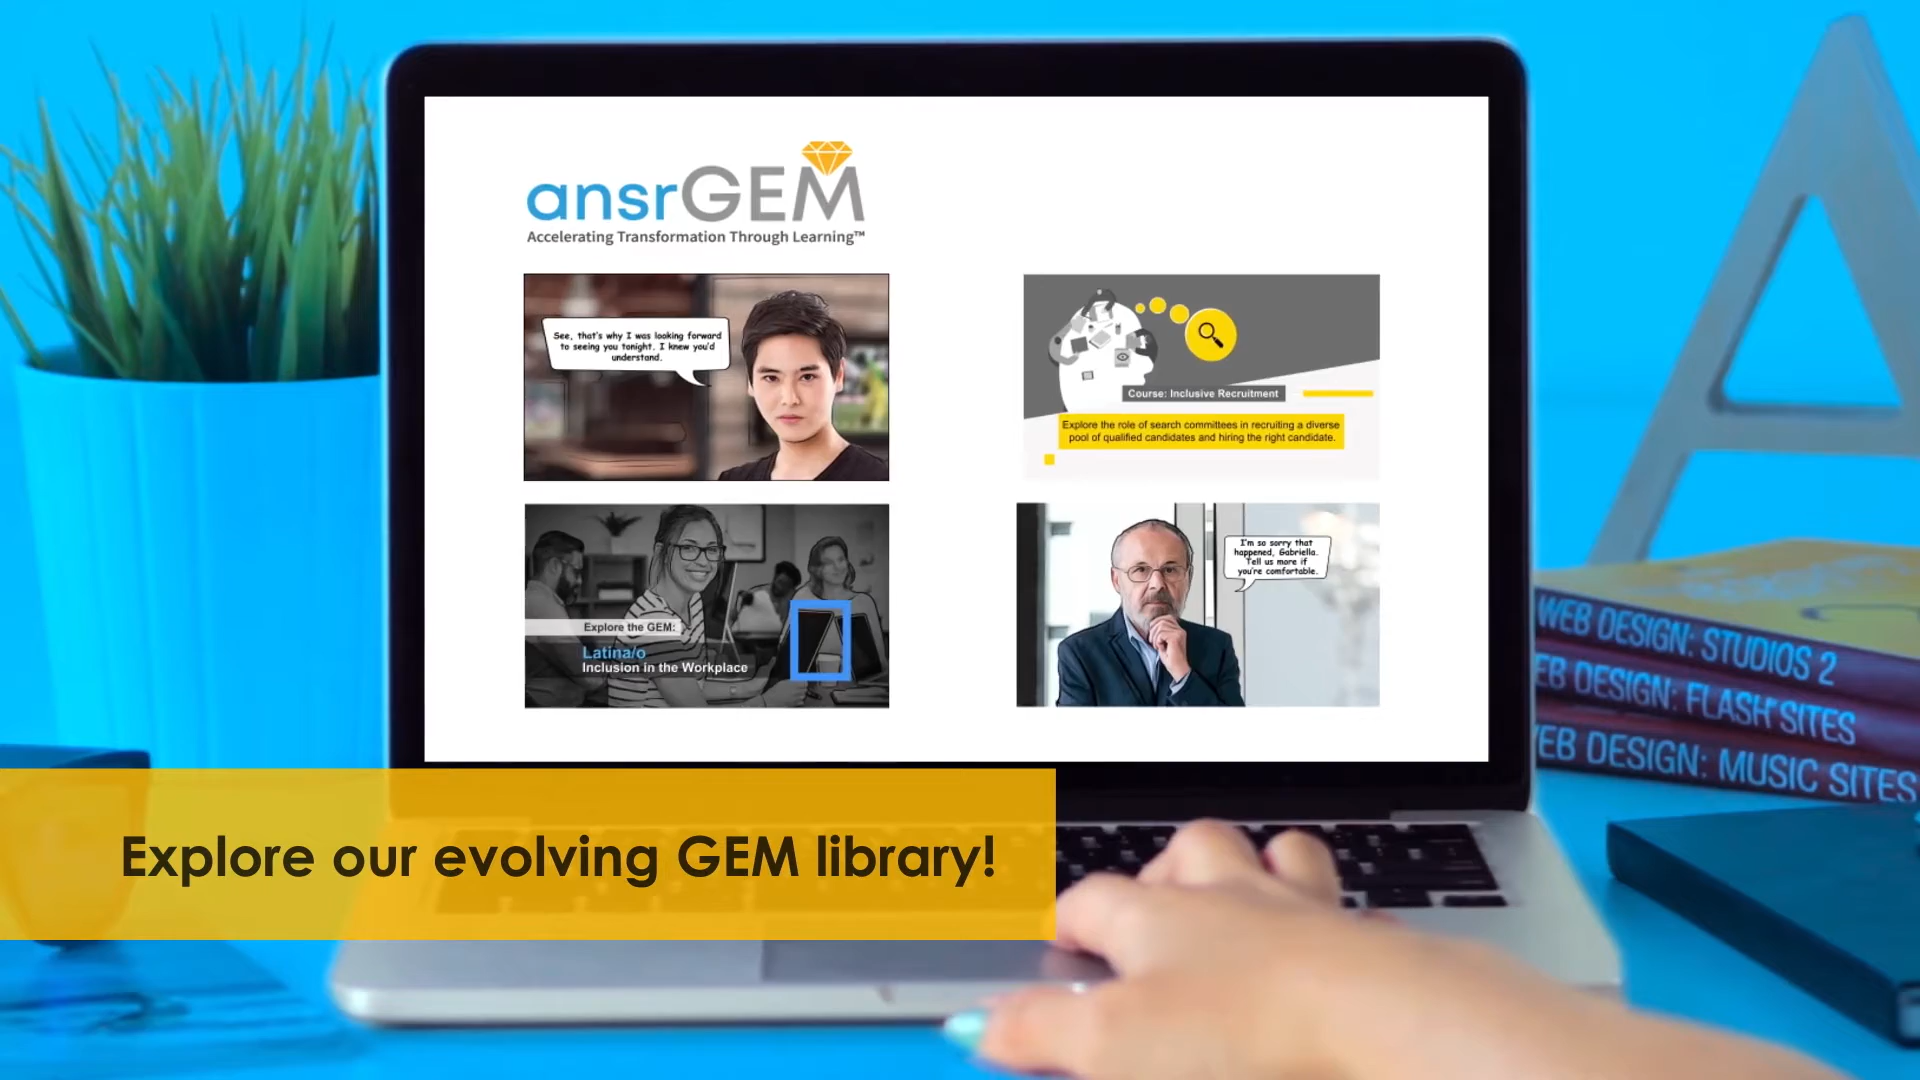 ansrGEM
Accelerating Transformation Through Learning™
See, that's why I was looking forward
to seeing you tonight. I knew you'd
understand.
Course: Inclusive Recruitment
Explore the role of search committees in recruiting a diverse
pool of qualified candidates and hiring the right candidate.
Explore the GEM:
Latina/o
Inclusion in the Workplace
I'm so sorry that
happened, Gabriella.
Tell us more if
you're comfortable.
WEB DESIGN: STUDIOS 2
EB DESIGN: FLASH SITES
WEB DESIGN: MUSIC SITES
Explore our evolving GEM library!